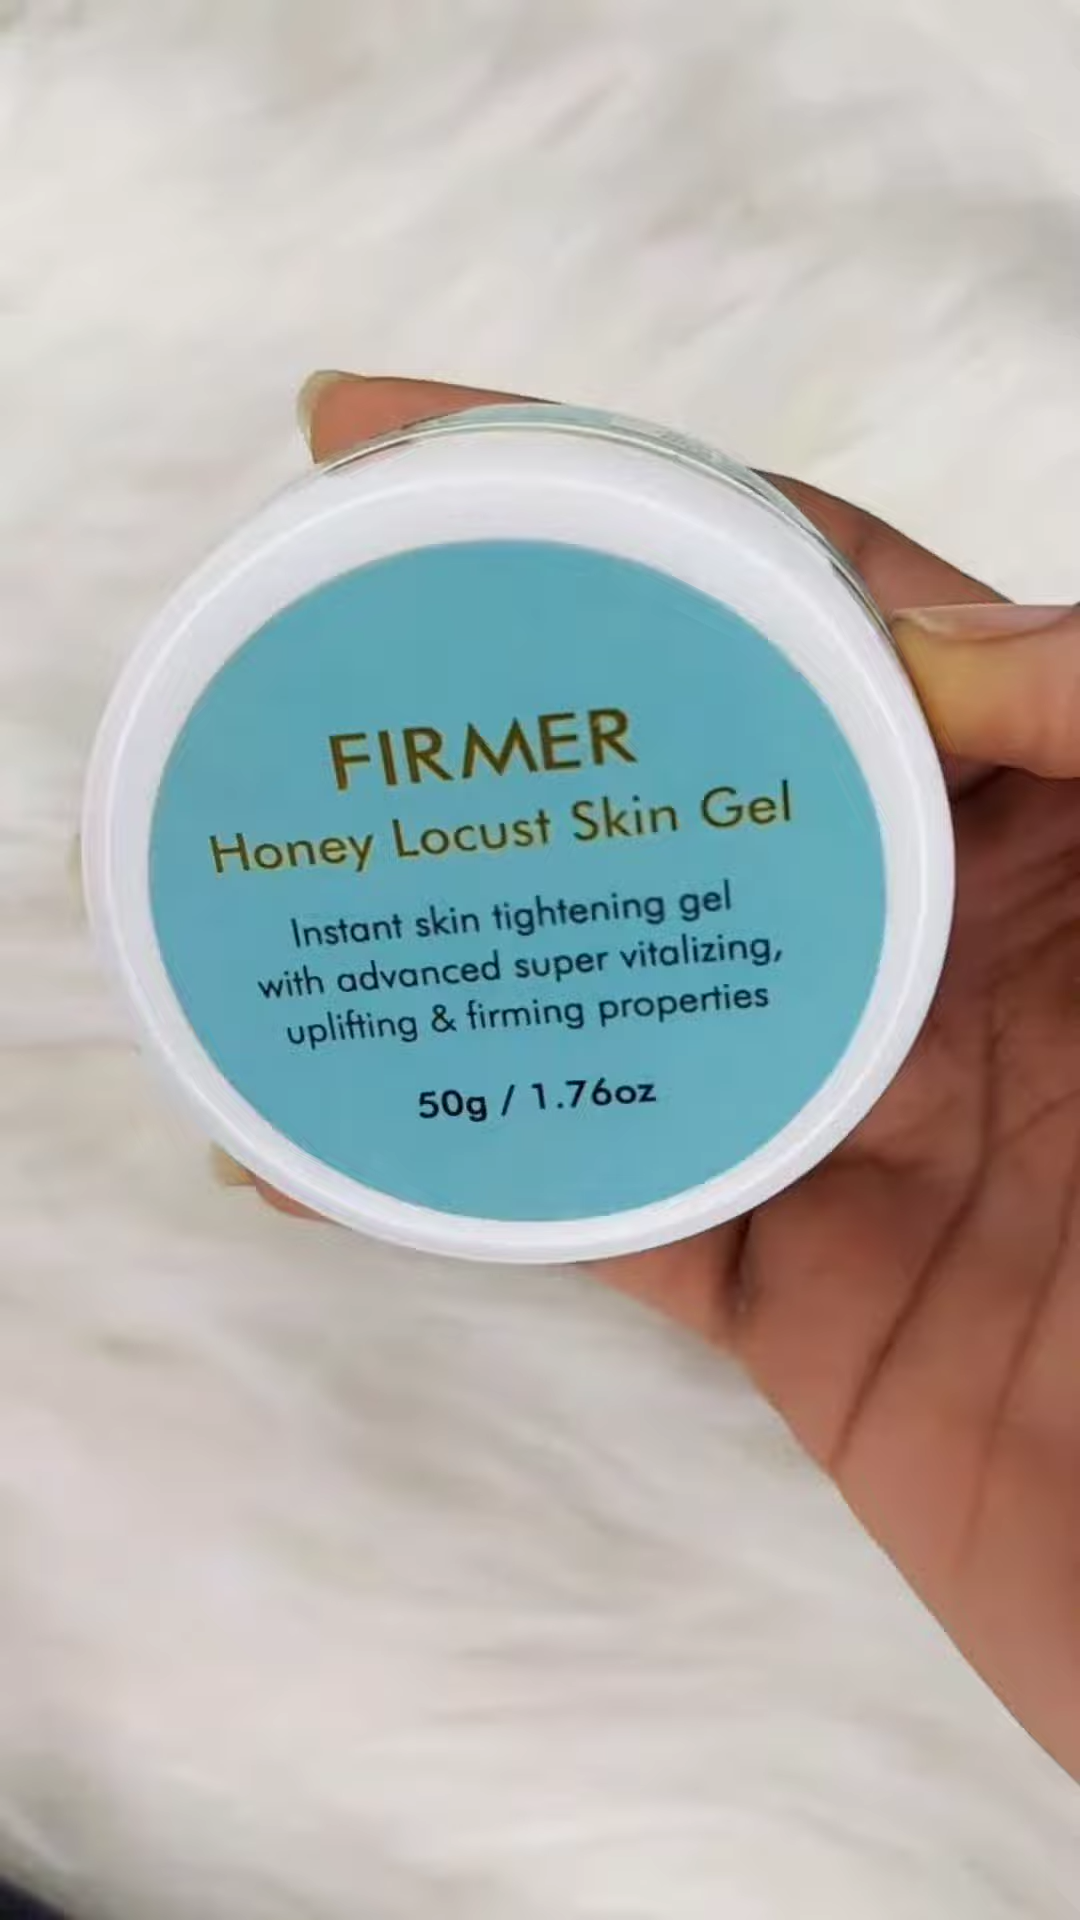 FIRMER
Honey Locust Skin Gel
Instant skin tightening gel
with advanced super vitalizing,
uplifting & firming properties
50g / 1.76oz